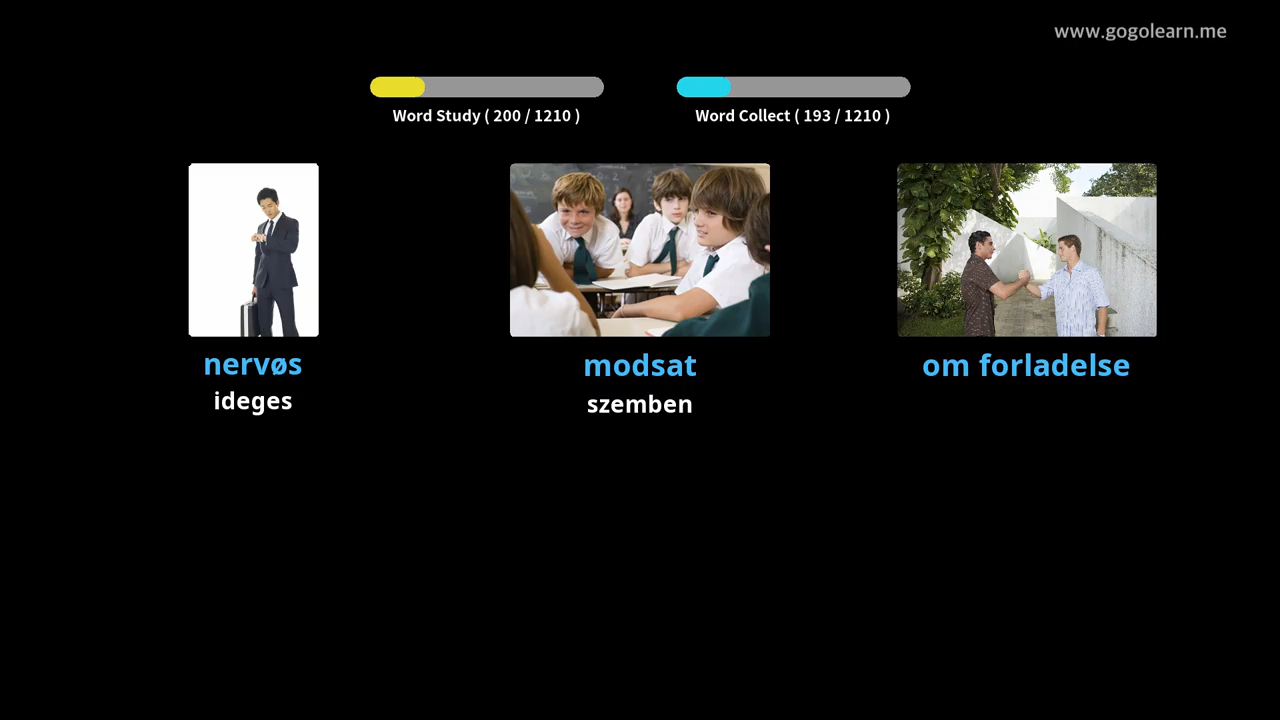 www.gogolearn.me
Word Study ( 200 / 1210 )
Word Collect ( 193 / 1210 )
nervøs
ideges
modsat
szemben
om forladelse